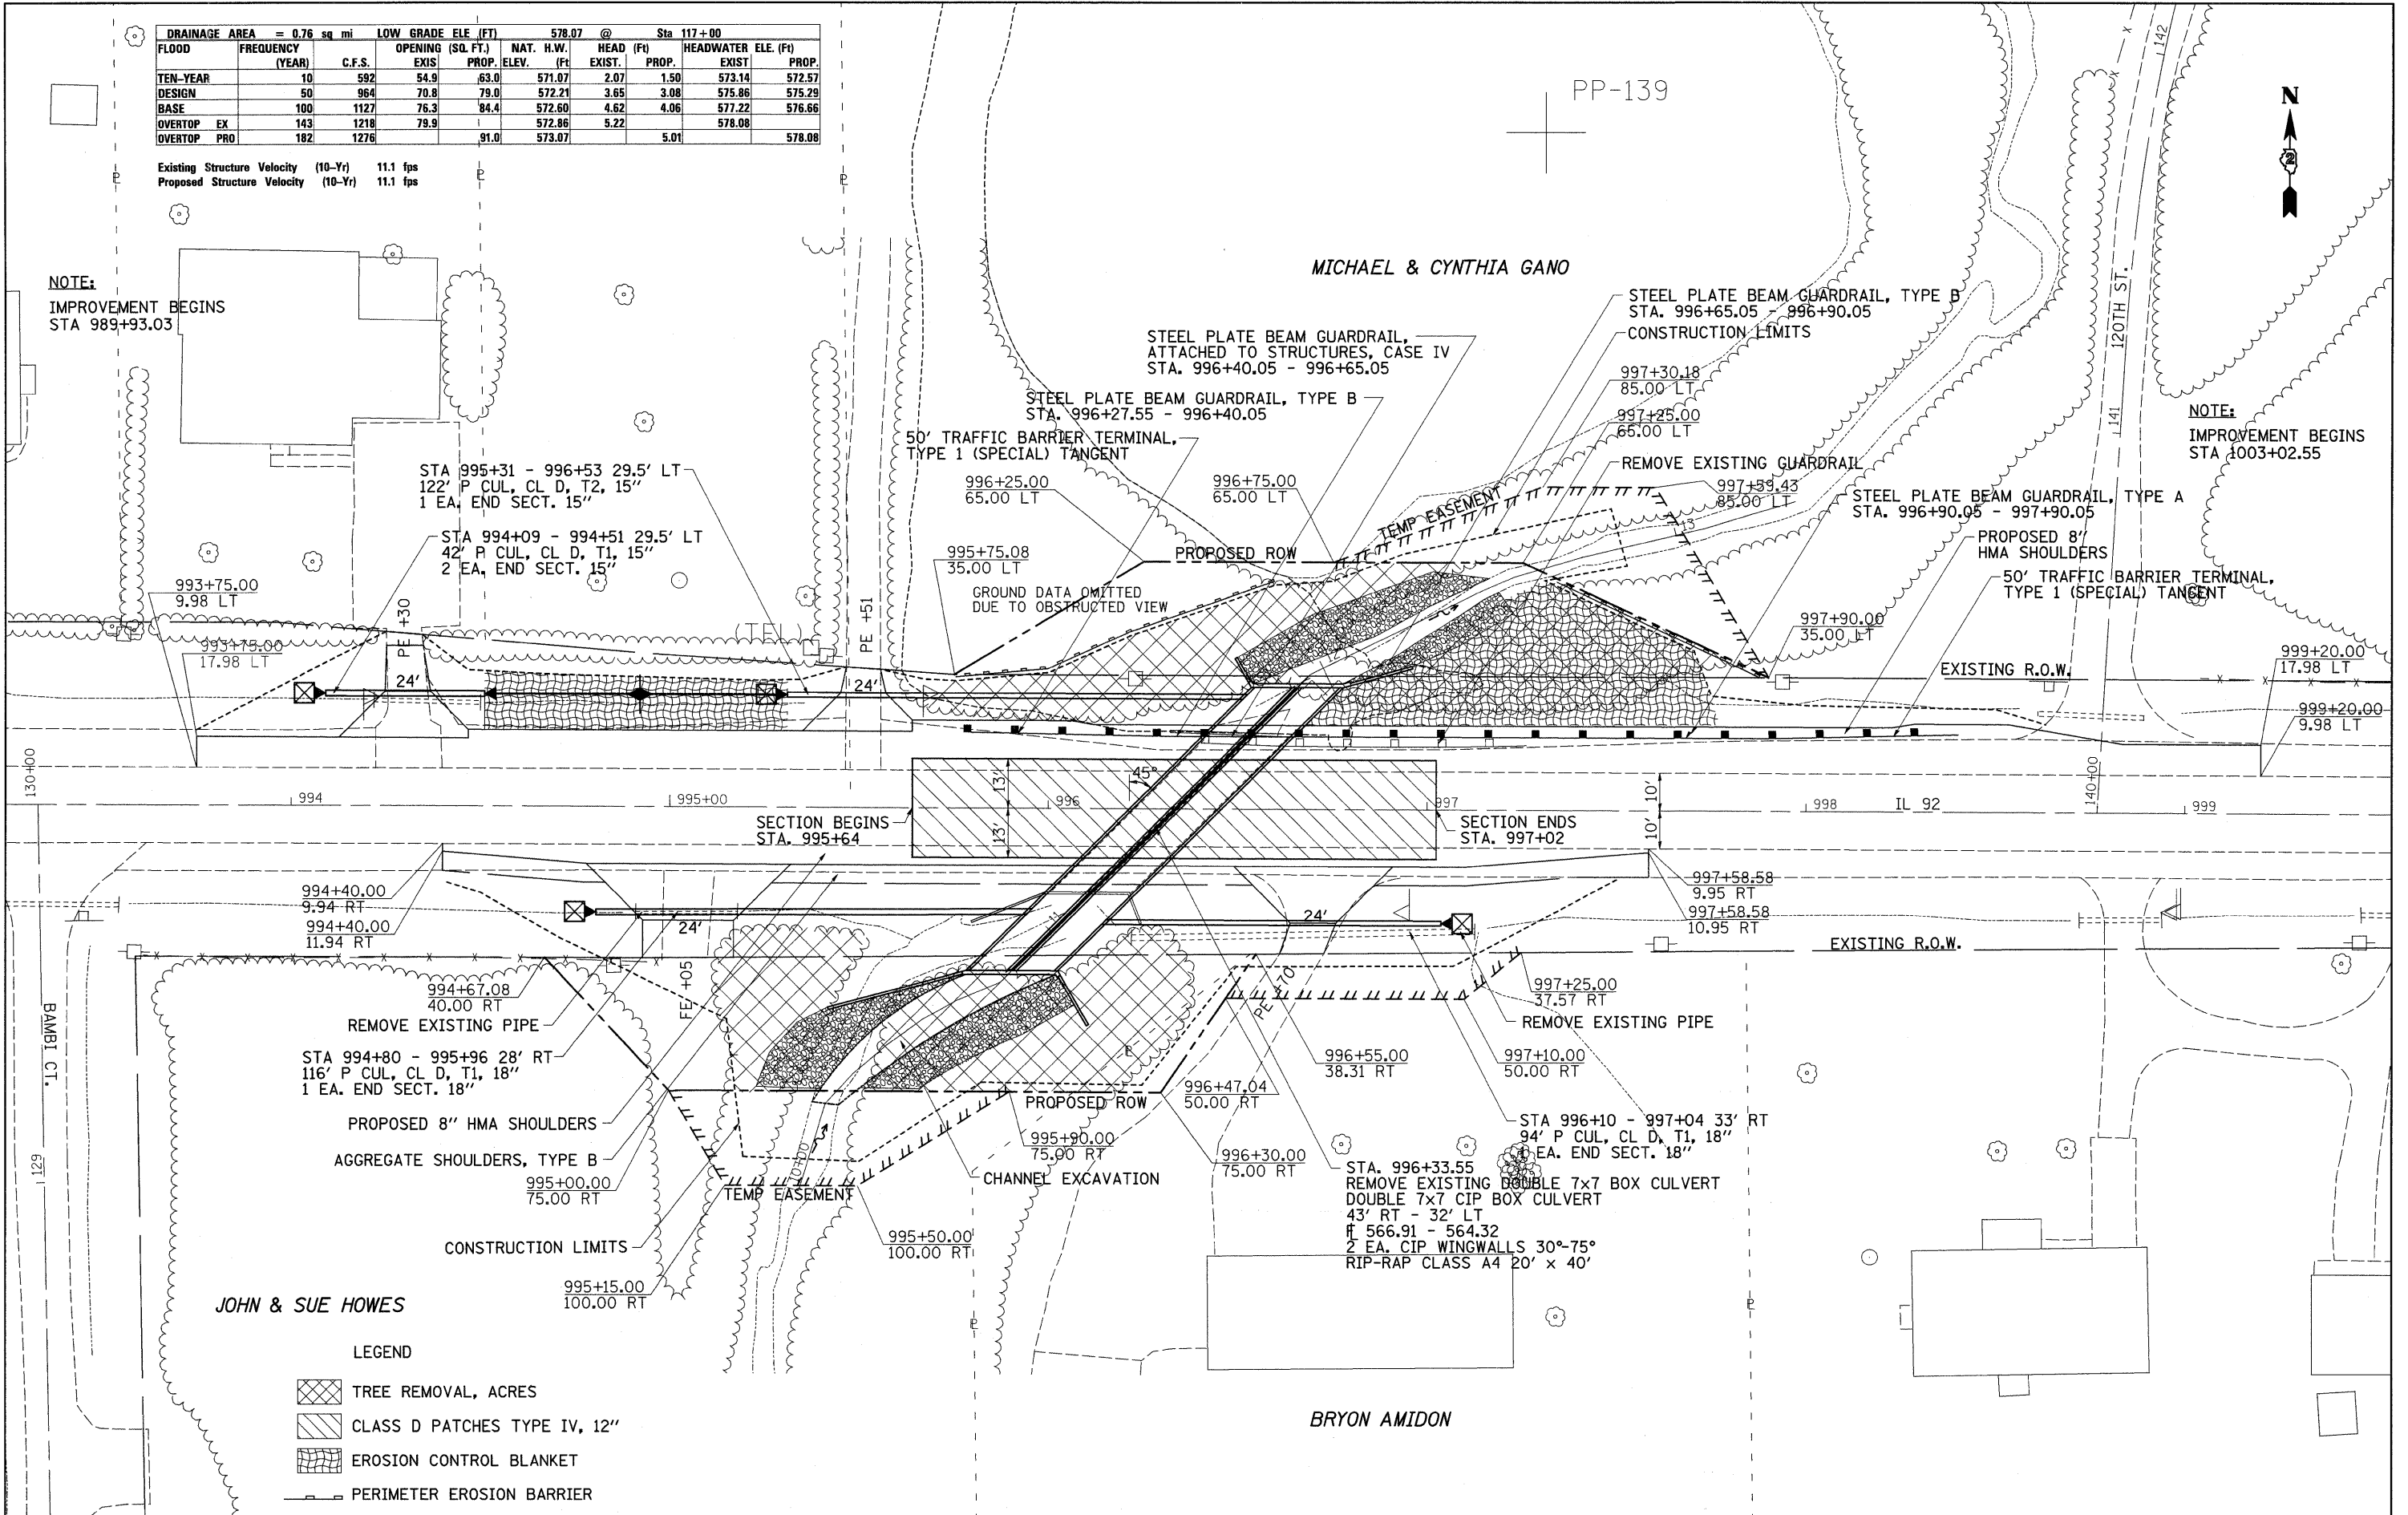 DRAINAGE AREA = 0.76 sq mi LOW GRADE ELE (FT) 578.07 @ Sta 117+00
FLOOD FREQUENCY OPENING (SQ. FT.) NAT. H.W. HEAD (Ft) HEADWATER ELE. (Ft)
(YEAR) C.F.S. EXIS PROP. ELEV. (Ft EXIST. PROP. EXIST PROP.
TEN-YEAR 10 592 54.9 63.0 571.07 2.07 1.50 573.14 572.57
DESIGN 50 964 70.8 79.0 572.21 3.65 3.08 575.86 575.29
BASE 100 1127 76.3 84.4 572.60 4.62 4.06 577.22 576.66
OVERTOP EX 143 1218 79.9 572.86 5.22 578.08
OVERTOP PRO 182 1276 91.0 573.07 5.01 578.08
Existing Structure Velocity (10-Yr) 11.1 fps
Proposed Structure Velocity (10-Yr) 11.1 fps
PP-139
N
2
142
120TH ST.
141
MICHAEL & CYNTHIA GANO
NOTE:
IMPROVEMENT BEGINS
STA 989+93.03
STEEL PLATE BEAM GUARDRAIL, TYPE B
STA. 996+65.05 - 996+90.05
CONSTRUCTION LIMITS
STEEL PLATE BEAM GUARDRAIL,
ATTACHED TO STRUCTURES, CASE IV
STA. 996+40.05 - 996+65.05
997+30.18
85.00 LT
STEEL PLATE BEAM GUARDRAIL, TYPE B
STA. 996+27.55 - 996+40.05
997+25.00
65.00 LT
NOTE:
IMPROVEMENT BEGINS
STA 1003+02.55
50' TRAFFIC BARRIER TERMINAL,
TYPE 1 (SPECIAL) TANGENT
REMOVE EXISTING GUARDRAIL
STA 995+31 - 996+53 29.5' LT
122' P CUL, CL D, T2, 15"
1 EA. END SECT. 15"
996+25.00
65.00 LT
996+75.00
65.00 LT
997+59.43
85.00 LT
STEEL PLATE BEAM GUARDRAIL, TYPE A
STA. 996+90.05 - 997+90.05
TEMP EASEMENT
STA 994+09 - 994+51 29.5' LT
42' P CUL, CL D, T1, 15"
2 EA. END SECT. 15"
PROPOSED 8"
HMA SHOULDERS
995+75.08
35.00 LT
PROPOSED ROW
50' TRAFFIC BARRIER TERMINAL,
TYPE 1 (SPECIAL) TANGENT
993+75.00
9.98 LT
GROUND DATA OMITTED
DUE TO OBSTRUCTED VIEW
PE +30
PE +51
(TEL)
13
997+90.00
35.00 LT
993+75.00
17.98 LT
EXISTING R.O.W.
999+20.00
17.98 LT
24'
24'
999+20.00
9.98 LT
130+00
994
995+00
13'
13'
45°
996
997
10'
10'
998
IL 92
140+00
999
SECTION BEGINS
STA. 995+64
SECTION ENDS
STA. 997+02
994+40.00
9.94 RT
994+40.00
11.94 RT
997+58.58
9.95 RT
997+58.58
10.95 RT
24'
24'
EXISTING R.O.W.
994+67.08
40.00 RT
PE +05
PE +70
997+25.00
37.57 RT
REMOVE EXISTING PIPE
REMOVE EXISTING PIPE
BAMBI CT.
129
STA 994+80 - 995+96 28' RT
116' P CUL, CL D, T1, 18"
1 EA. END SECT. 18"
996+55.00
38.31 RT
997+10.00
50.00 RT
996+47.04
50.00 RT
PROPOSED ROW
PROPOSED 8" HMA SHOULDERS
STA 996+10 - 997+04 33' RT
94' P CUL, CL D, T1, 18"
EA. END SECT. 18"
995+90.00
75.00 RT
AGGREGATE SHOULDERS, TYPE B
996+30.00
75.00 RT
CHANNEL EXCAVATION
995+00.00
75.00 RT
TEMP EASEMENT
STA. 996+33.55
REMOVE EXISTING DOUBLE 7x7 BOX CULVERT
DOUBLE 7x7 CIP BOX CULVERT
43' RT - 32' LT
FL 566.91 - 564.32
2 EA. CIP WINGWALLS 30°-75°
RIP-RAP CLASS A4 20' x 40'
CONSTRUCTION LIMITS
995+50.00
100.00 RT
995+15.00
100.00 RT
JOHN & SUE HOWES
BRYON AMIDON
LEGEND
TREE REMOVAL, ACRES
CLASS D PATCHES TYPE IV, 12"
EROSION CONTROL BLANKET
PERIMETER EROSION BARRIER